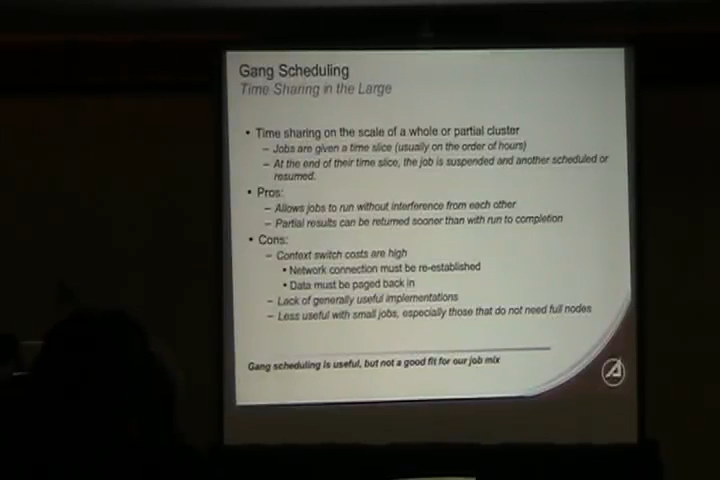 Gang Scheduling
Time Sharing in the Large
• Time sharing on the scale of a whole or partial cluster
– Jobs are given a time slice (usually on the order of hours)
– At the end of their time slice, the job is suspended and another scheduled or
resumed.
• Pros:
– Allows jobs to run without interference from each other
– Partial results can be returned sooner than with run to completion
• Cons:
– Context switch costs are high
• Network connection must be re-established
• Data must be paged back in
– Lack of generally useful implementations
– Less useful with small jobs, especially those that do not need full nodes
Gang scheduling is useful, but not a good fit for our job mix